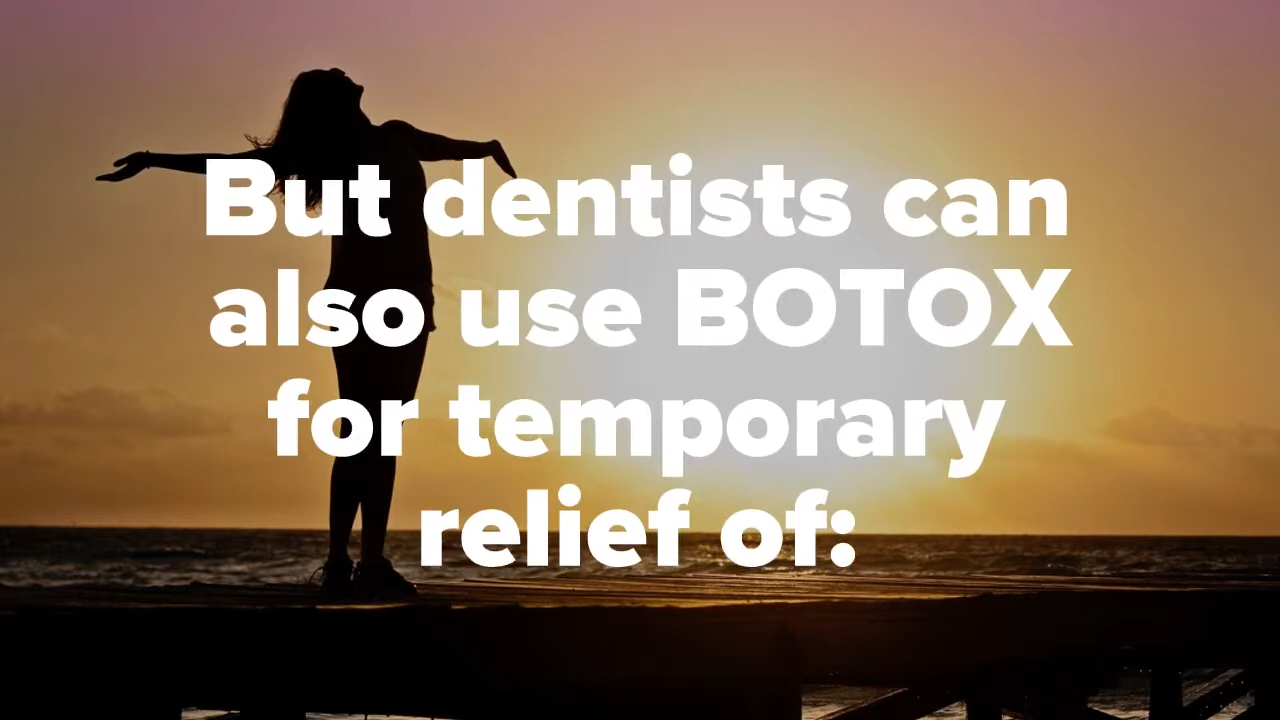 But dentists can
also use BOTOX
for temporary
relief of: